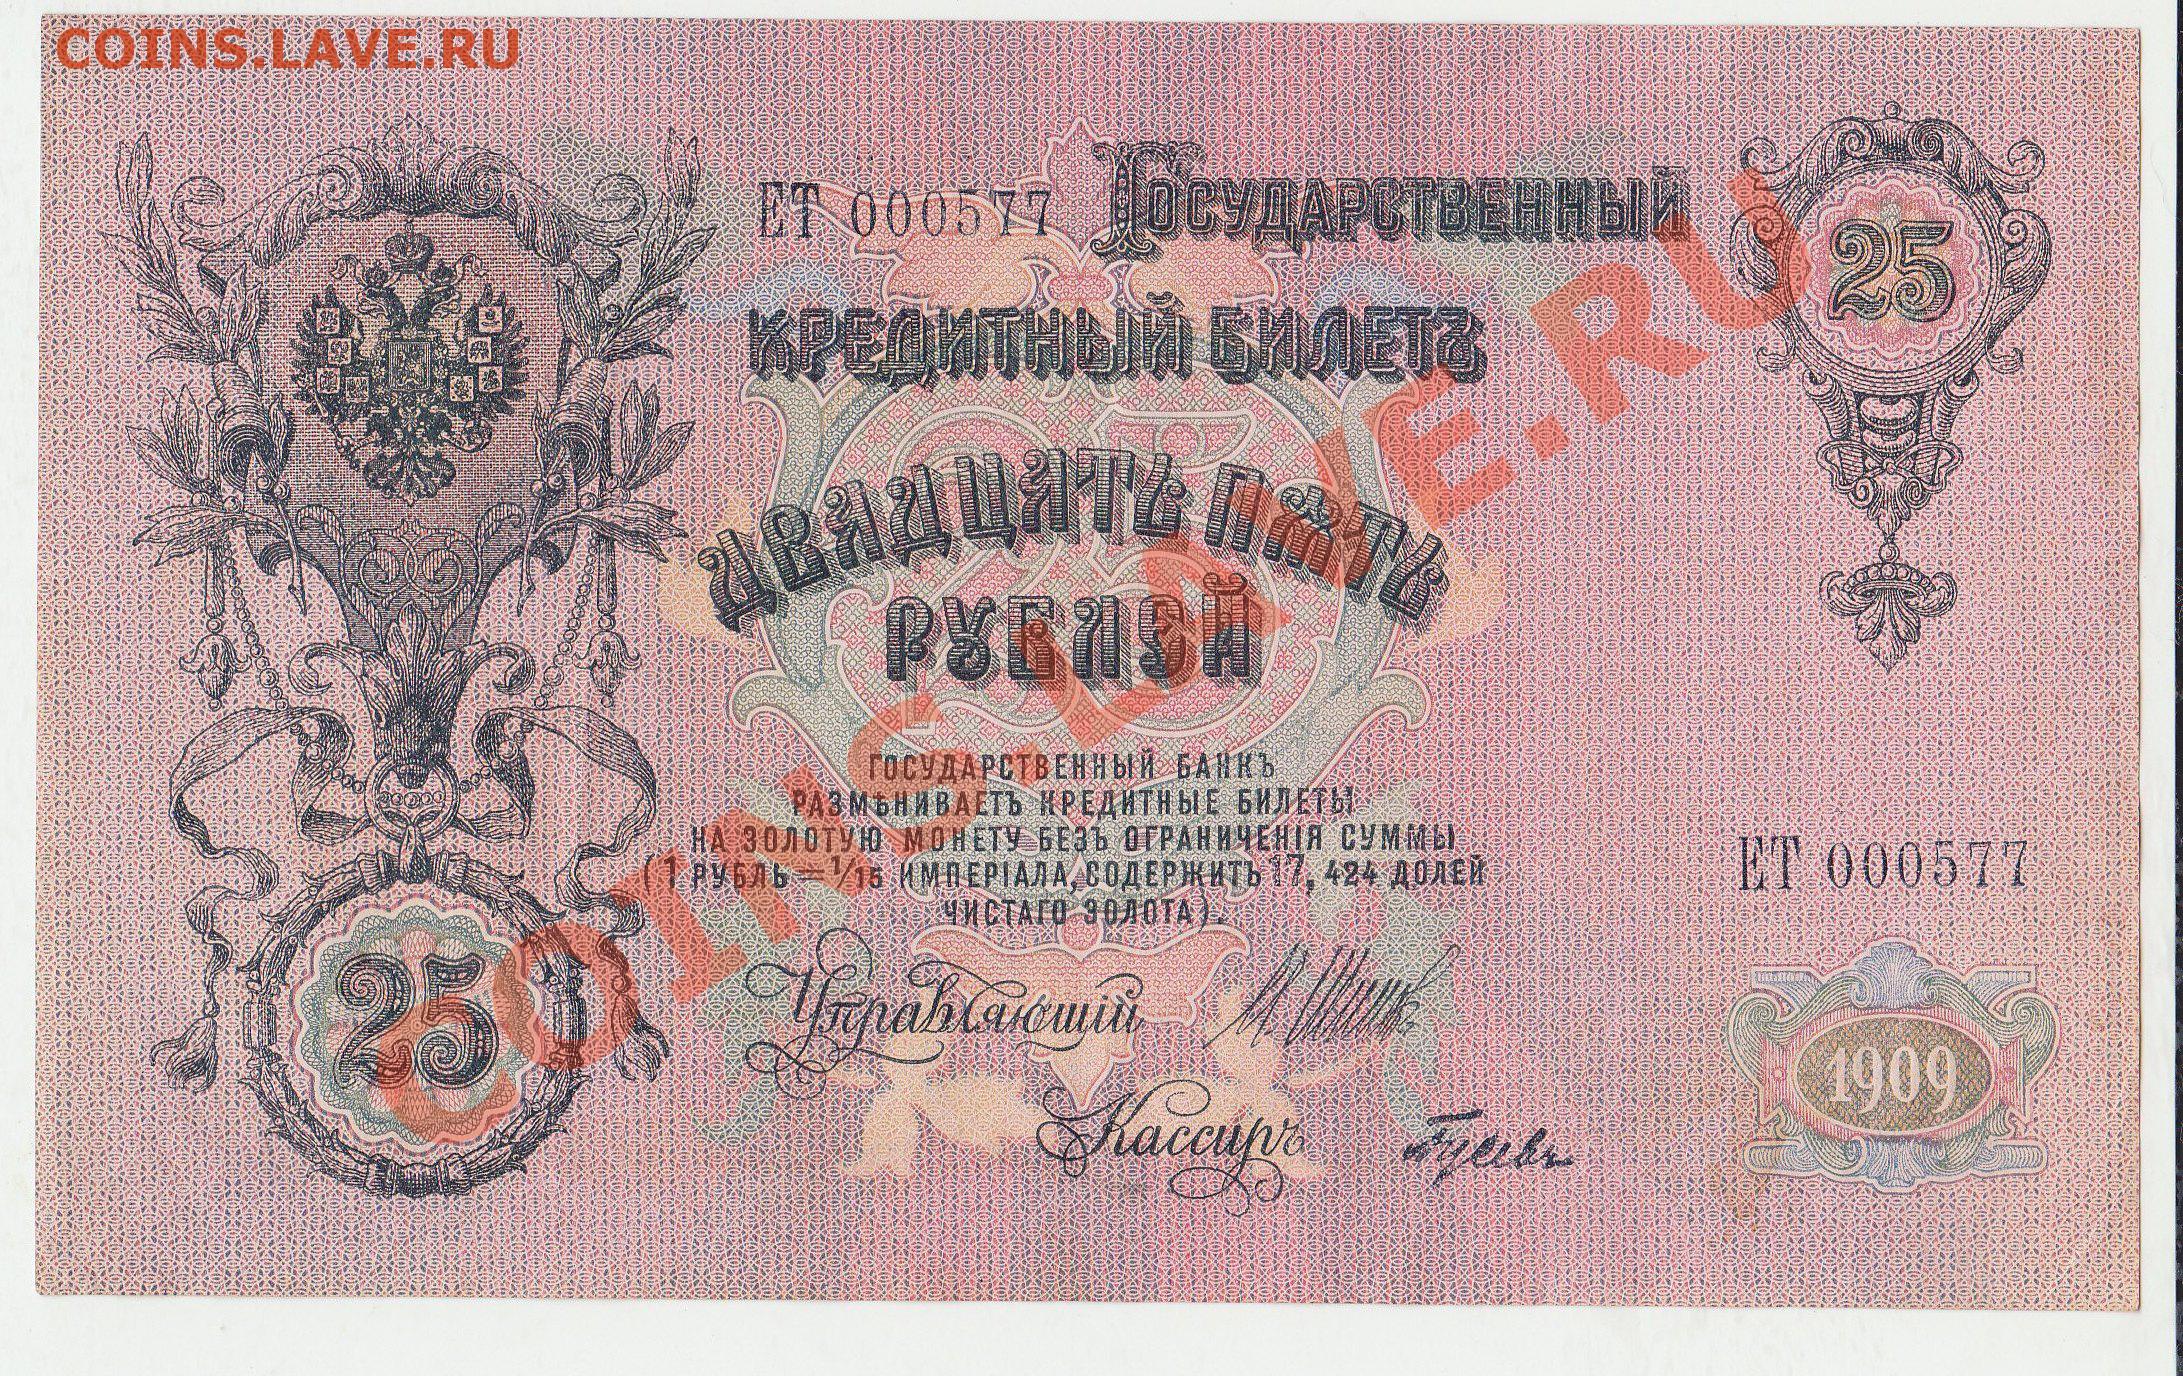 COINS.LAVE.RU
ЕТ 000577 ГОСУДАРСТВЕННЫЙ
КРЕДИТНЫЙ БИЛЕТЪ
25
ДВАДЦАТЬ ПЯТЬ
РУБЛЕЙ
ГОСУДАРСТВЕННЫЙ БАНКЪ
РАЗМѢНИВАЕТЪ КРЕДИТНЫЕ БИЛЕТЫ
НА ЗОЛОТУЮ МОНЕТУ БЕЗЪ ОГРАНИЧЕНІЯ СУММЫ
(1 РУБЛЬ = 1/15 ИМПЕРІАЛА, СОДЕРЖИТЪ 17,424 ДОЛЕЙ
ЧИСТАГО ЗОЛОТА).
ЕТ 000577
25
Управляющій
1909
Кассиръ
Гусевъ
COINS.LAVE.RU